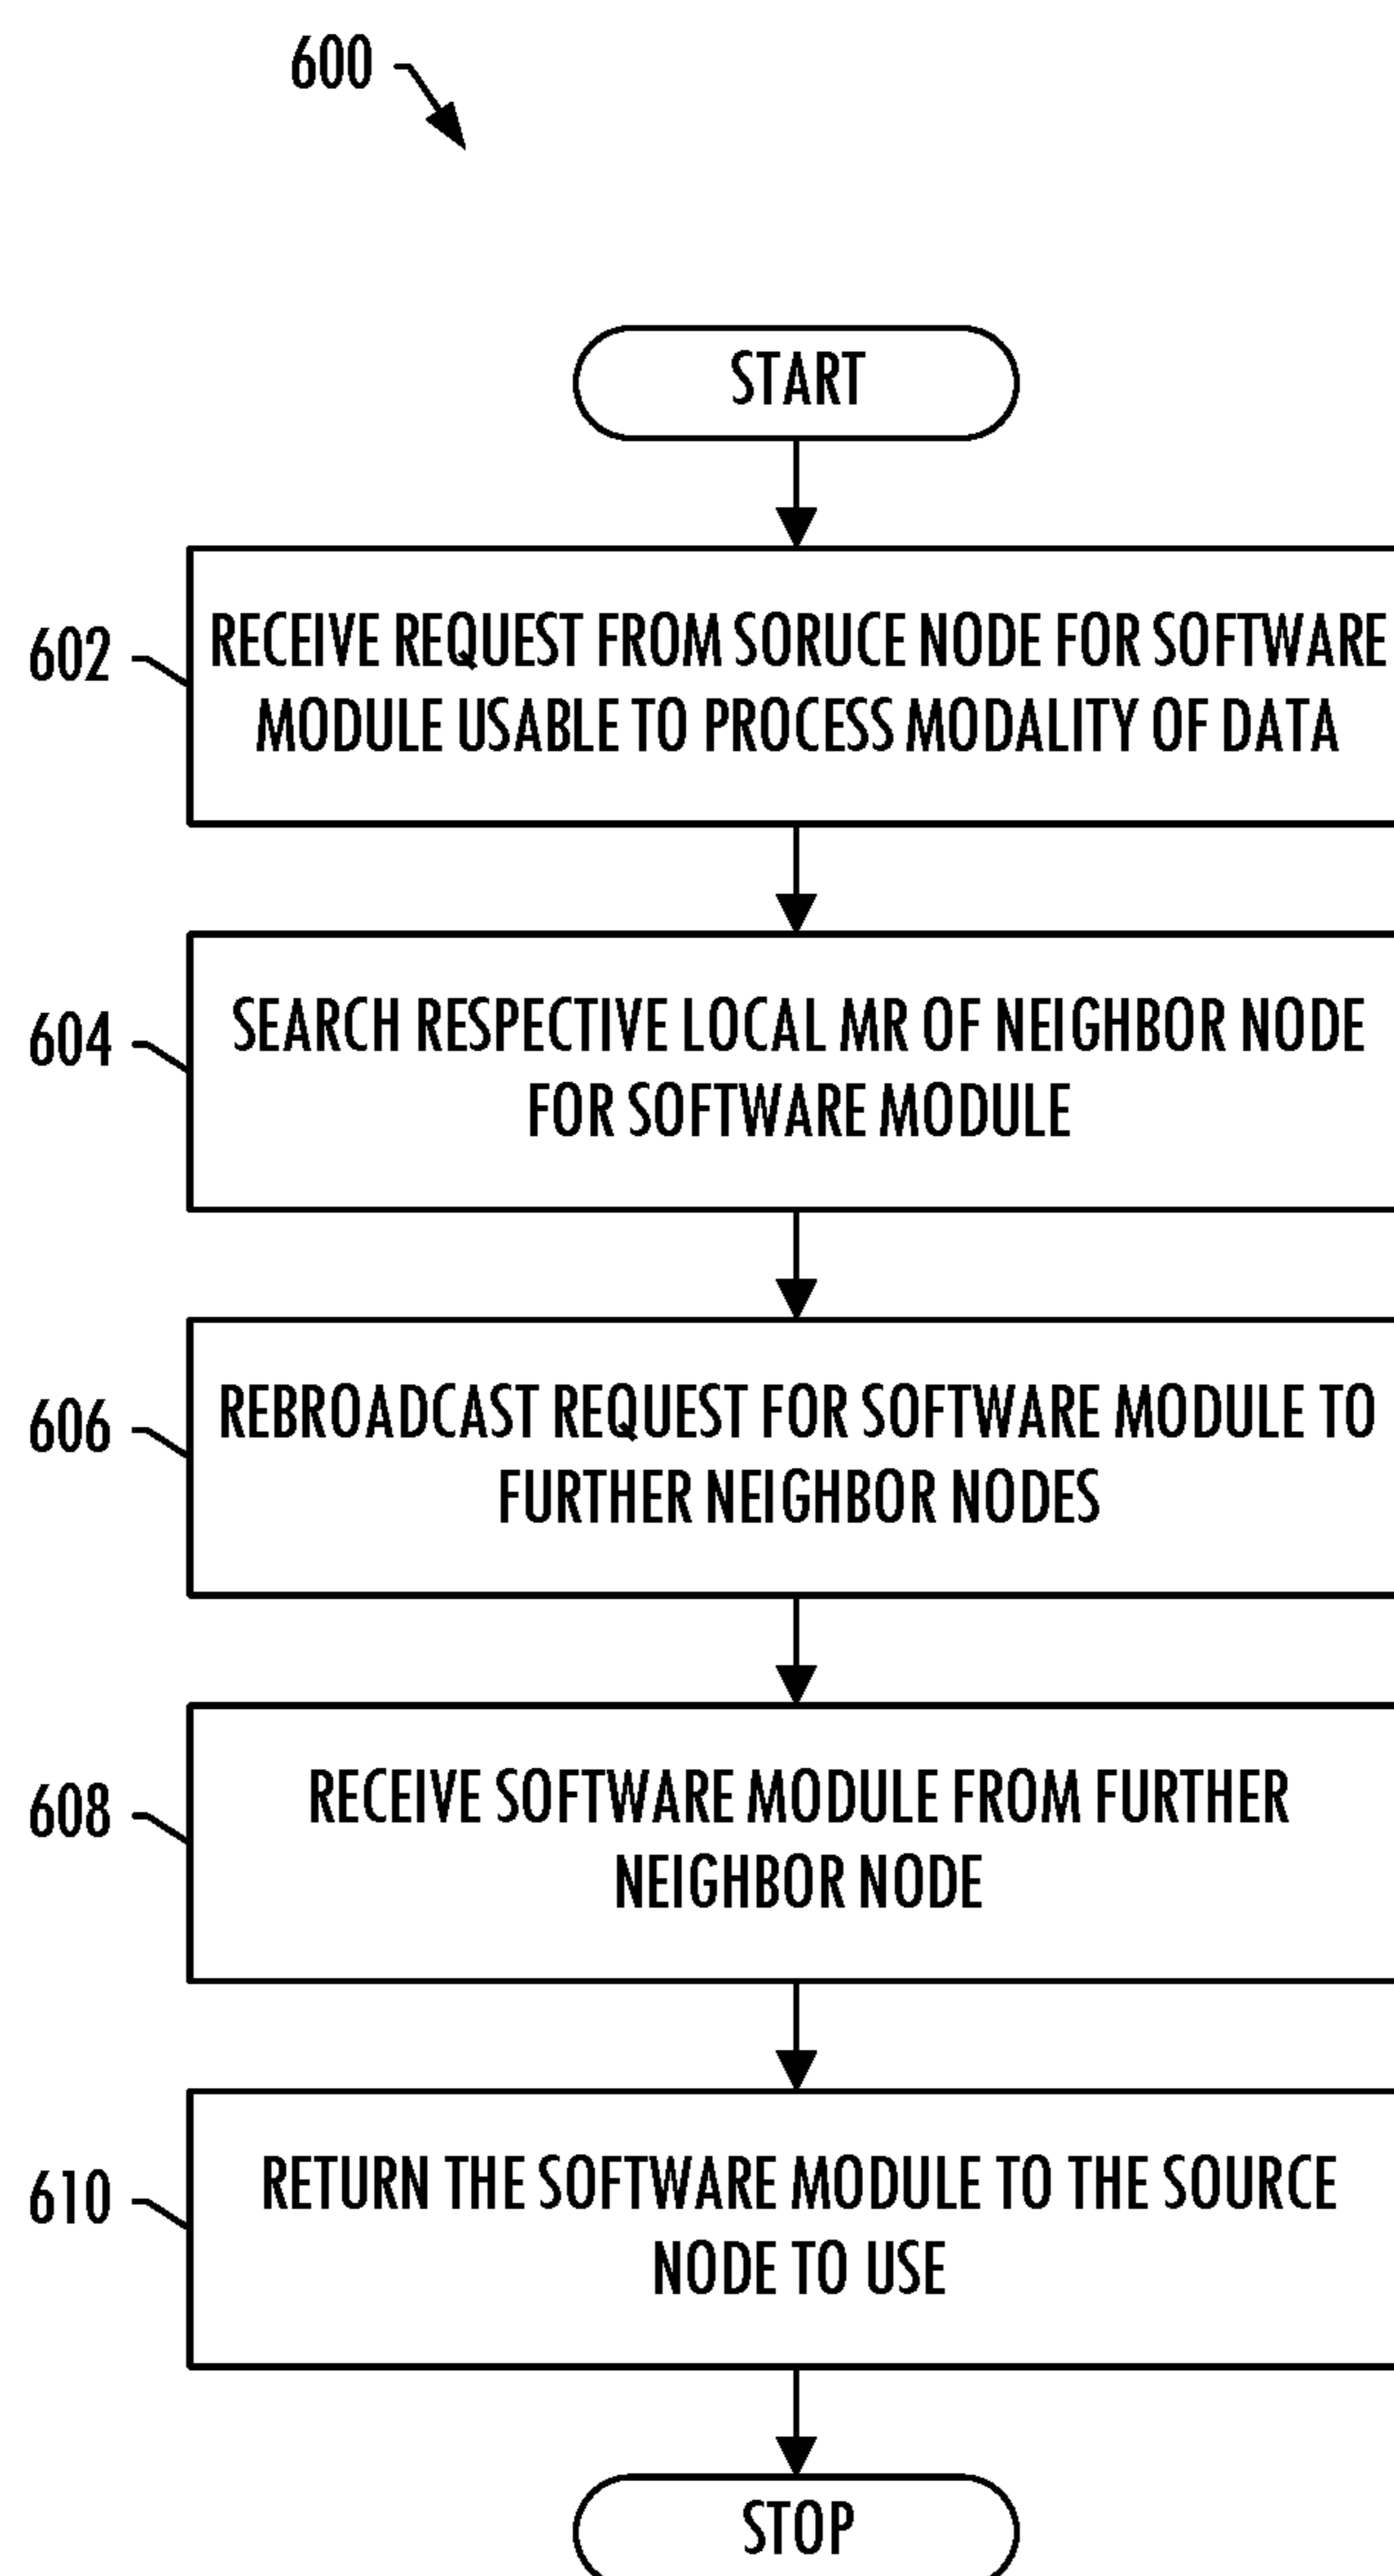 600
START
602
RECEIVE REQUEST FROM SORUCE NODE FOR SOFTWARE
MODULE USABLE TO PROCESS MODALITY OF DATA
604
SEARCH RESPECTIVE LOCAL MR OF NEIGHBOR NODE
FOR SOFTWARE MODULE
606
REBROADCAST REQUEST FOR SOFTWARE MODULE TO
FURTHER NEIGHBOR NODES
608
RECEIVE SOFTWARE MODULE FROM FURTHER
NEIGHBOR NODE
610
RETURN THE SOFTWARE MODULE TO THE SOURCE
NODE TO USE
STOP